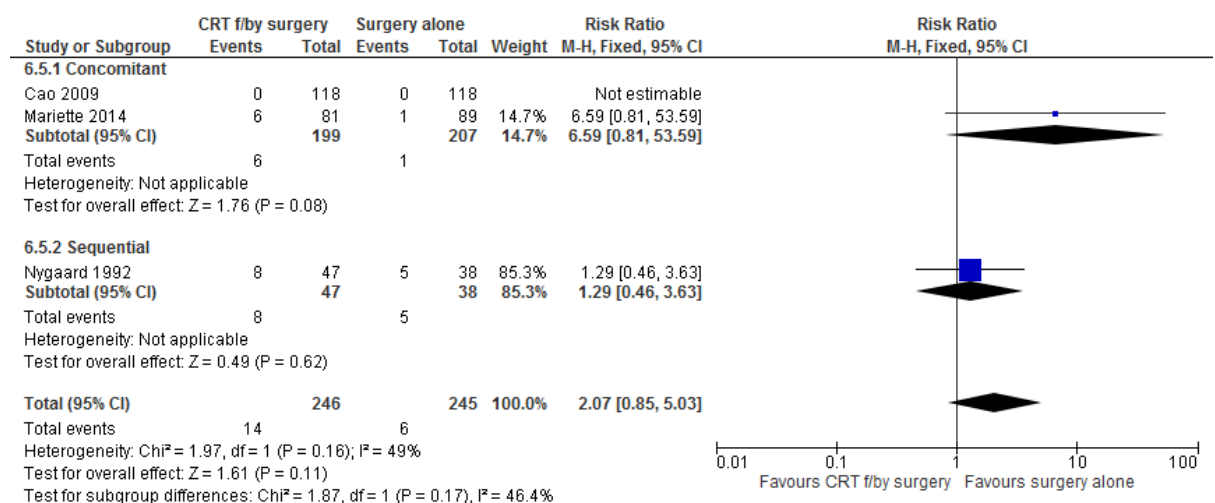 CRT f/by surgery Surgery alone Risk Ratio Risk Ratio
Study or Subgroup Events Total Events Total Weight M-H, Fixed, 95% CI M-H, Fixed, 95% CI
6.5.1 Concomitant
Cao 2009 0 118 0 118 Not estimable
Mariette 2014 6 81 1 89 14.7% 6.59 [0.81, 53.59]
Subtotal (95% CI) 199 207 14.7% 6.59 [0.81, 53.59]
Total events 6 1
Heterogeneity: Not applicable
Test for overall effect: Z = 1.76 (P = 0.08)
6.5.2 Sequential
Nygaard 1992 8 47 5 38 85.3% 1.29 [0.46, 3.63]
Subtotal (95% CI) 47 38 85.3% 1.29 [0.46, 3.63]
Total events 8 5
Heterogeneity: Not applicable
Test for overall effect: Z = 0.49 (P = 0.62)
Total (95% CI) 246 245 100.0% 2.07 [0.85, 5.03]
Total events 14 6
Heterogeneity: Chi² = 1.97, df = 1 (P = 0.16); I² = 49%
Test for overall effect: Z = 1.61 (P = 0.11)
Test for subgroup differences: Chi² = 1.87, df = 1 (P = 0.17), I² = 46.4%
0.01 0.1 1 10 100
Favours CRT f/by surgery Favours surgery alone